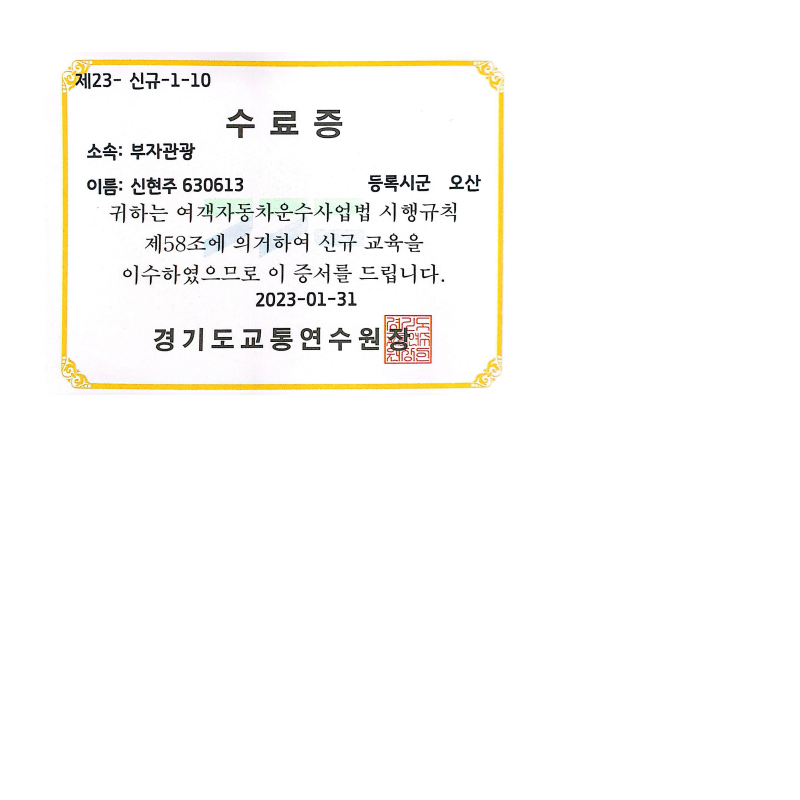 제23- 신규-1-10
수료증
소속: 부자관광
이름: 신현주 630613 등록시군 오산
귀하는 여객자동차운수사업법 시행규칙
제58조에 의거하여 신규 교육을
이수하였으므로 이 증서를 드립니다.
2023-01-31
경기도교통연수원장